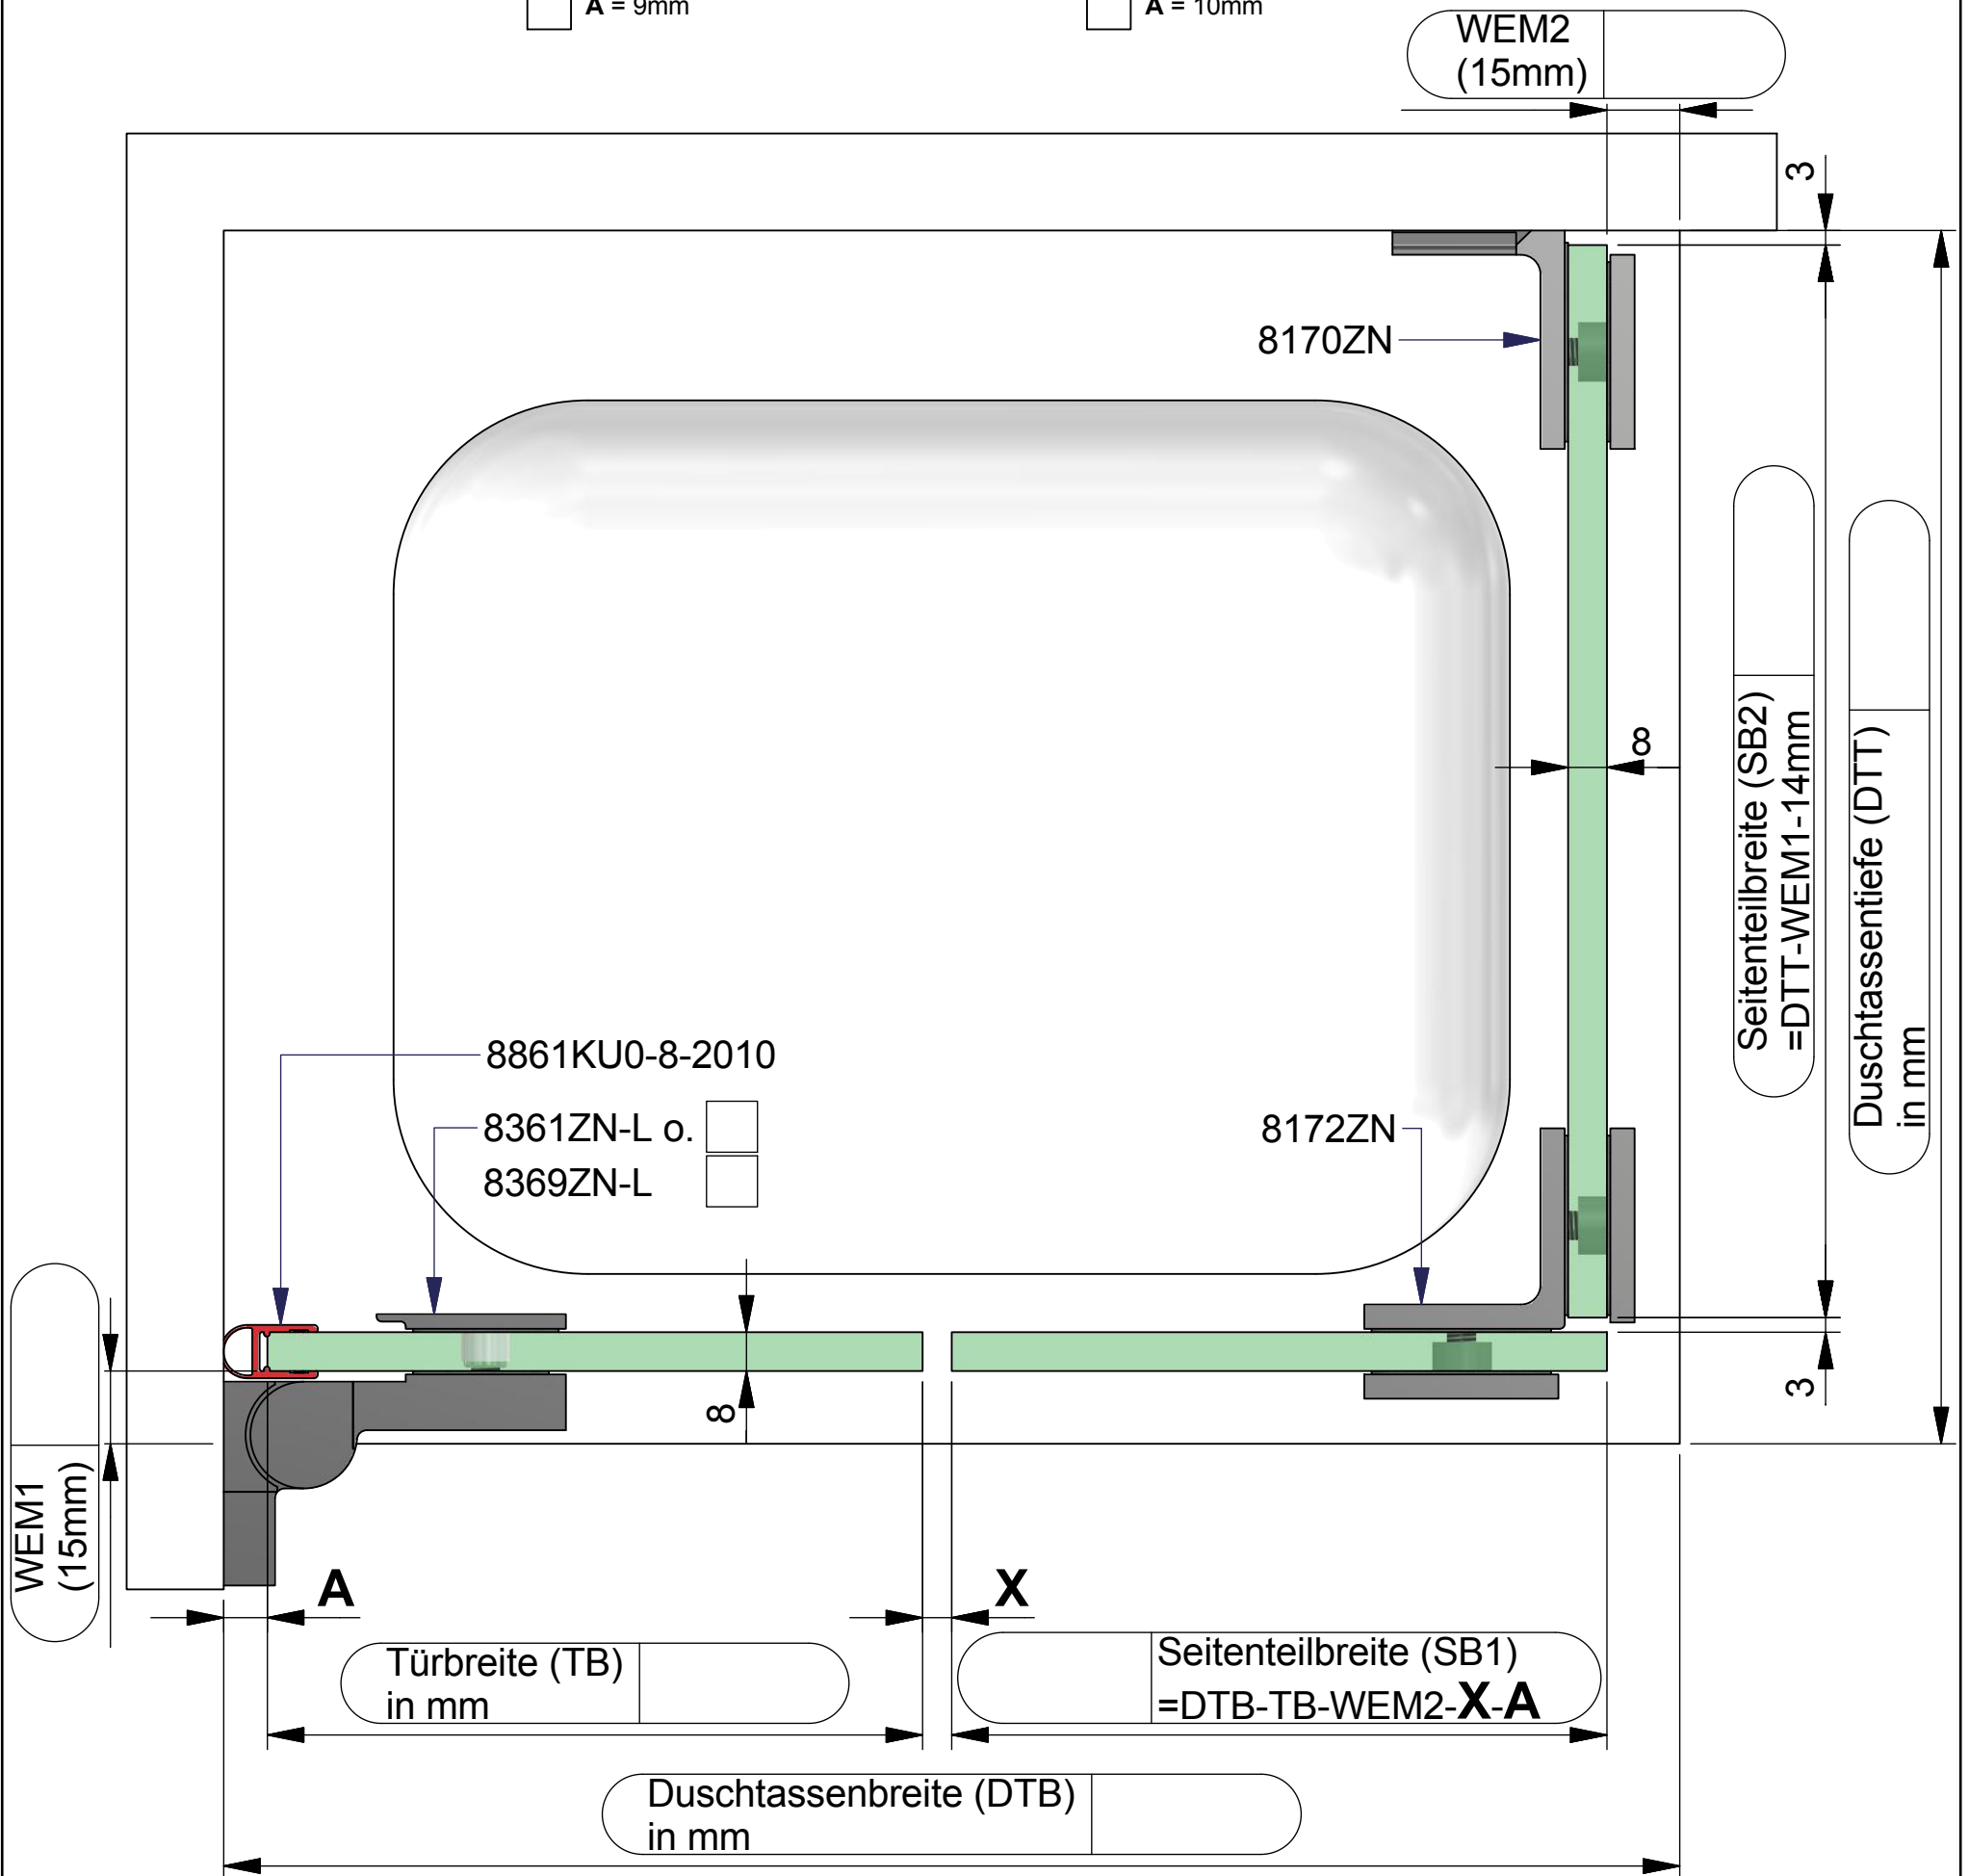 A = 9mm
A = 10mm
WEM2
(15mm)
3
8170ZN
8
Seitenteilbreite (SB2)
=DTT-WEM1-14mm
Duschtassentiefe (DTT)
in mm
8861KU0-8-2010
8361ZN-L o.
8369ZN-L
8172ZN
3
8
WEM1
(15mm)
A
X
Türbreite (TB)
in mm
Seitenteilbreite (SB1)
=DTB-TB-WEM2-X-A
Duschtassenbreite (DTB)
in mm